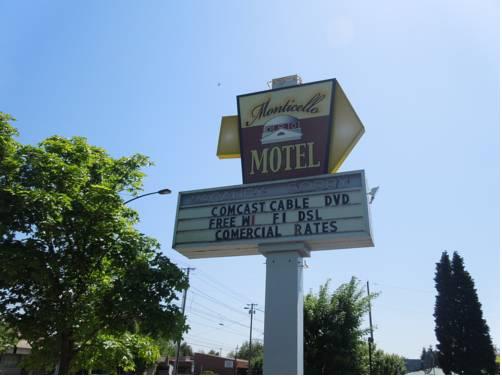 Monticello
MOTEL
COMCAST CABLE DVD
FREE WI FI DSL
COMERCIAL RATES